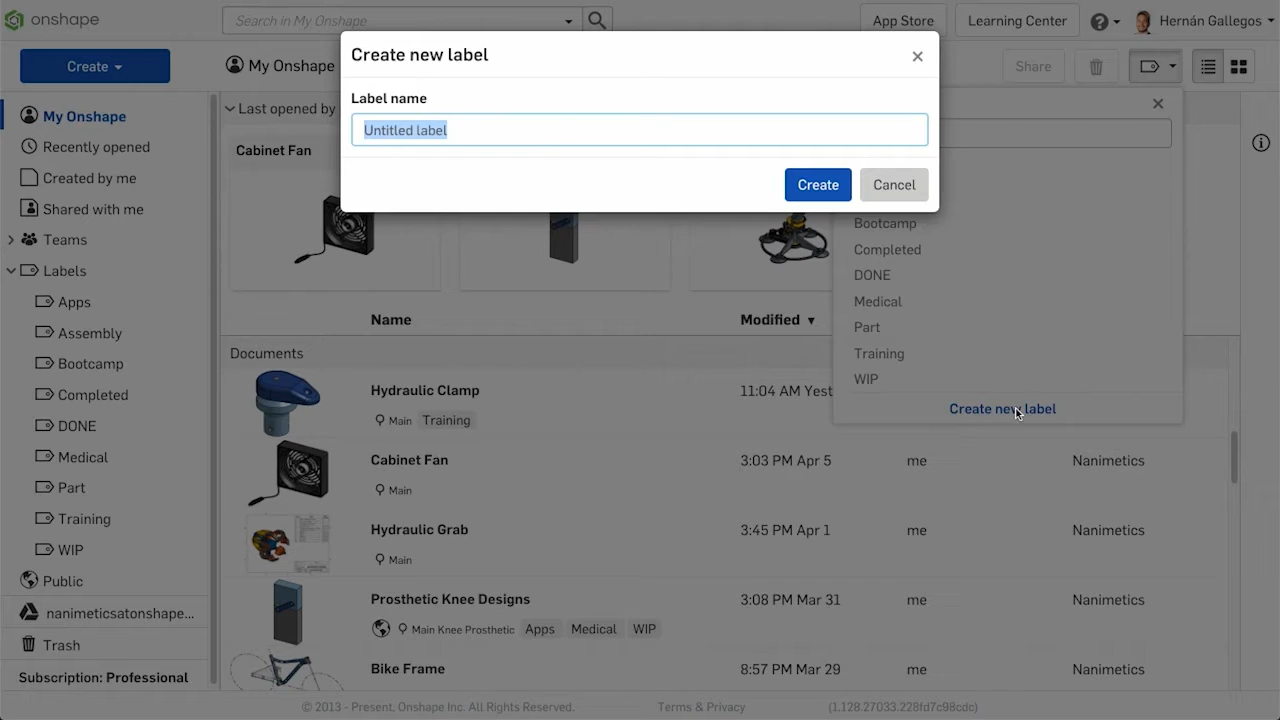 onshape
Search in My Onshape
App Store
Learning Center
Hernán Gallegos
Create
My Onshape
Share
Create new label
Label name
Untitled label
Create
Cancel
My Onshape
Recently opened
Created by me
Shared with me
Teams
Labels
Apps
Assembly
Bootcamp
Completed
DONE
Medical
Part
Training
WIP
Public
nanimeticsatonshape...
Trash
Subscription: Professional
Last opened by
Cabinet Fan
Bootcamp
Completed
DONE
Medical
Part
Training
WIP
Create new label
Name
Modified ▼
Documents
Hydraulic Clamp
11:04 AM Yest
Main
Training
Cabinet Fan
3:03 PM Apr 5
me
Nanimetics
Main
Hydraulic Grab
3:45 PM Apr 1
me
Nanimetics
Main
Prosthetic Knee Designs
3:08 PM Mar 31
me
Nanimetics
Main Knee Prosthetic
Apps
Medical
WIP
Bike Frame
8:57 PM Mar 29
me
Nanimetics
© 2013 - Present, Onshape Inc. All Rights Reserved.
Terms & Privacy
(1.128.27033.228fd7c98cdc)